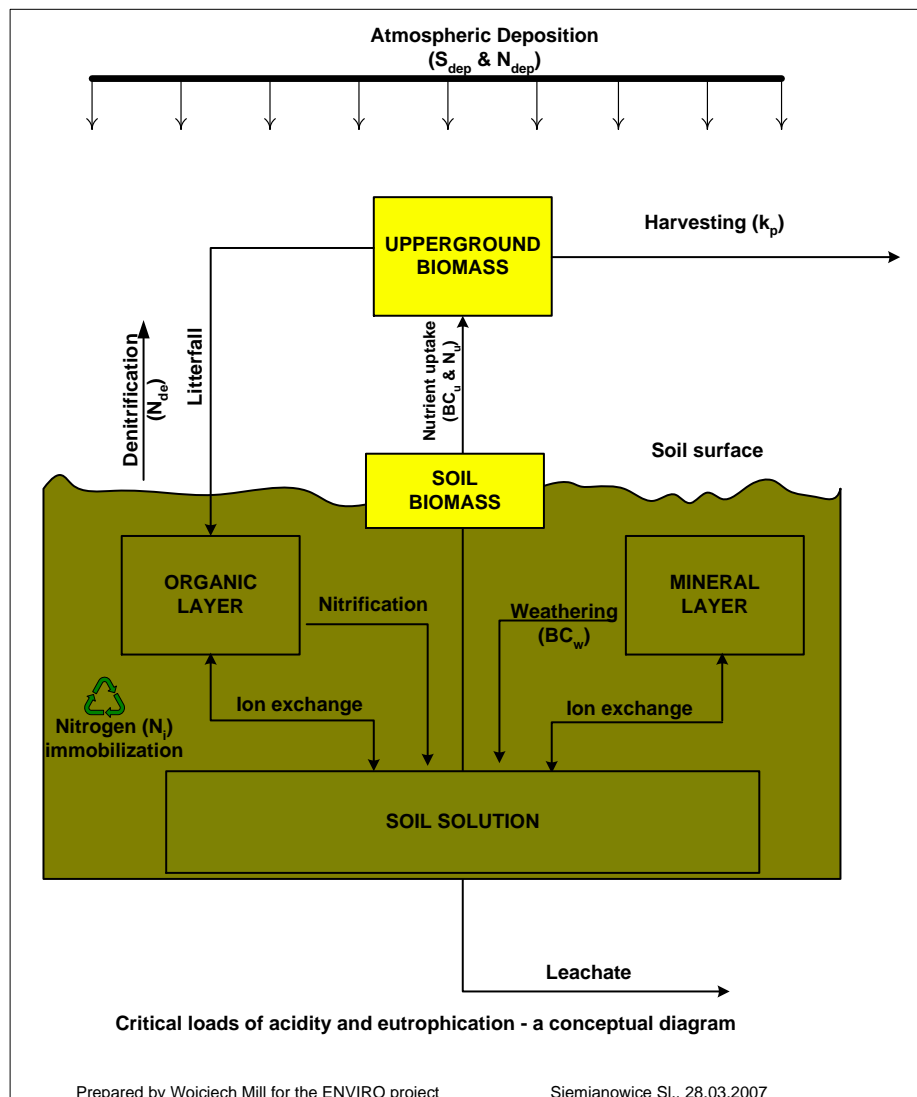 Atmospheric Deposition
(S_dep & N_dep)
Harvesting (k_p)
UPPERGROUND
BIOMASS
Denitrification
(N_de)
Litterfall
Nutrient uptake
(BC_u & N_u)
Soil surface
SOIL
BIOMASS
ORGANIC
LAYER
MINERAL
LAYER
Nitrification
Weathering
(BC_w)
Ion exchange
Ion exchange
Nitrogen (N_i)
immobilization
SOIL SOLUTION
Leachate
Critical loads of acidity and eutrophication - a conceptual diagram
Prepared by Wojciech Mill for the ENVIRO project
Siemianowice Sl., 28.03.2007